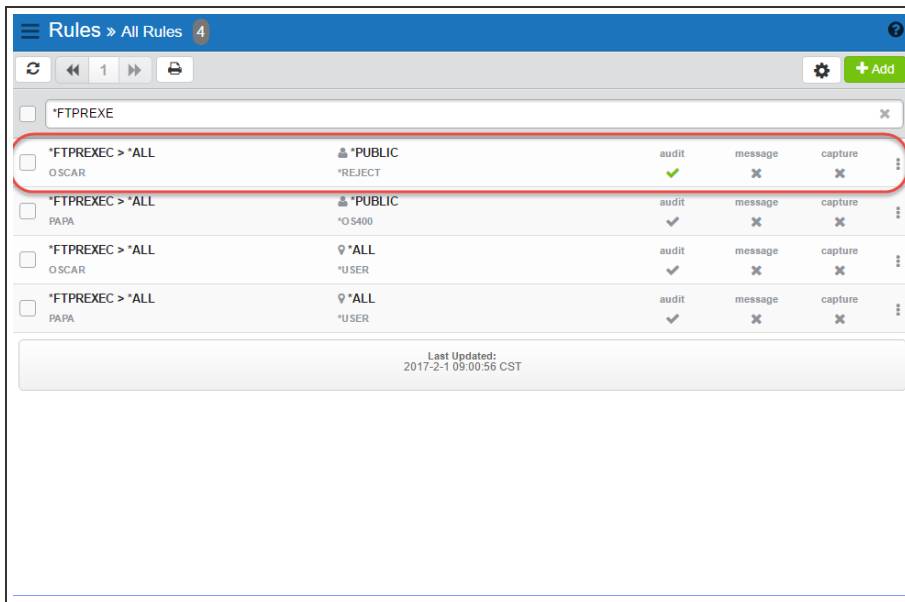 Rules » All Rules 4
1 + Add
*FTPREXE
*FTPREXEC > *ALL *PUBLIC audit message capture
OSCAR *REJECT
*FTPREXEC > *ALL *PUBLIC audit message capture
PAPA *OS400
*FTPREXEC > *ALL *ALL audit message capture
OSCAR *USER
*FTPREXEC > *ALL *ALL audit message capture
PAPA *USER
Last Updated:
2017-2-1 09:00:56 CST